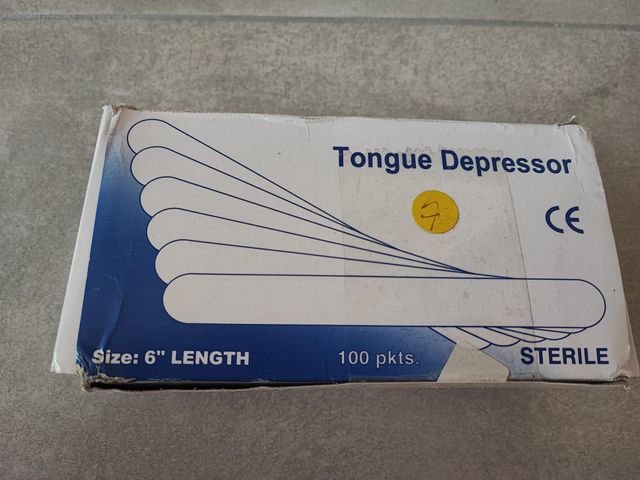 Tongue Depressor
CE
Size: 6" LENGTH
100 pkts.
STERILE